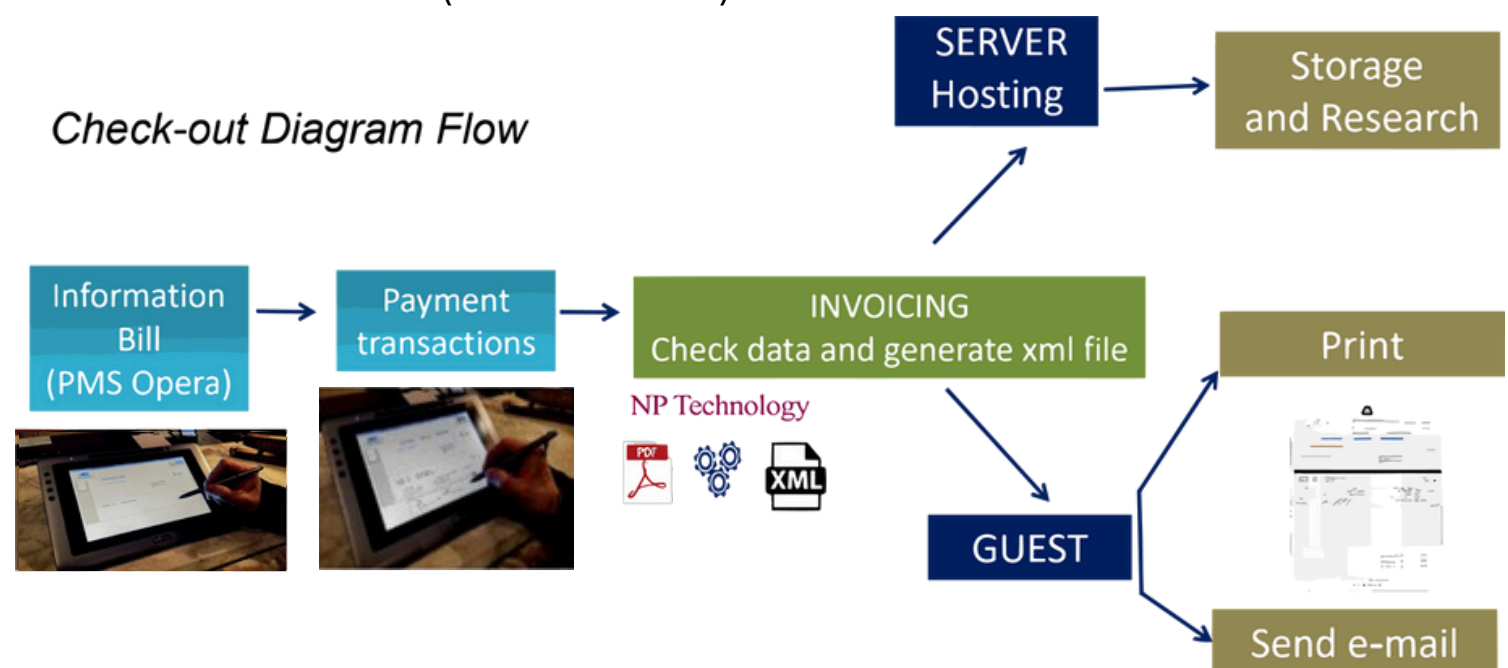 SERVER
Hosting
Storage
and Research
Check-out Diagram Flow
Information
Bill
(PMS Opera)
Payment
transactions
INVOICING
Check data and generate xml file
NP Technology
PDF
XML
Print
GUEST
Send e-mail